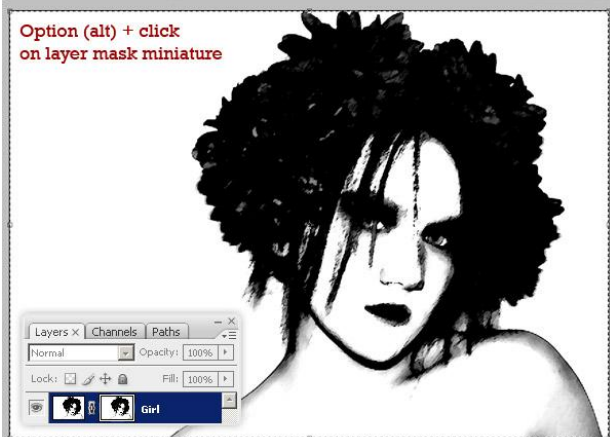 Option (alt) + click
on layer mask miniature
Layers × Channels Paths
Normal Opacity: 100%
Lock: Fill: 100%
Girl